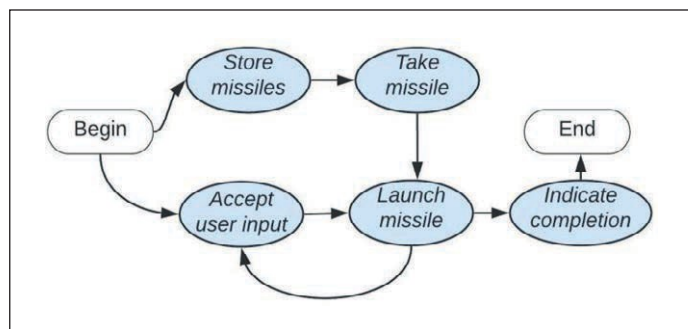 Store
missiles
Take
missile
Begin
End
Accept
user input
Launch
missile
Indicate
completion